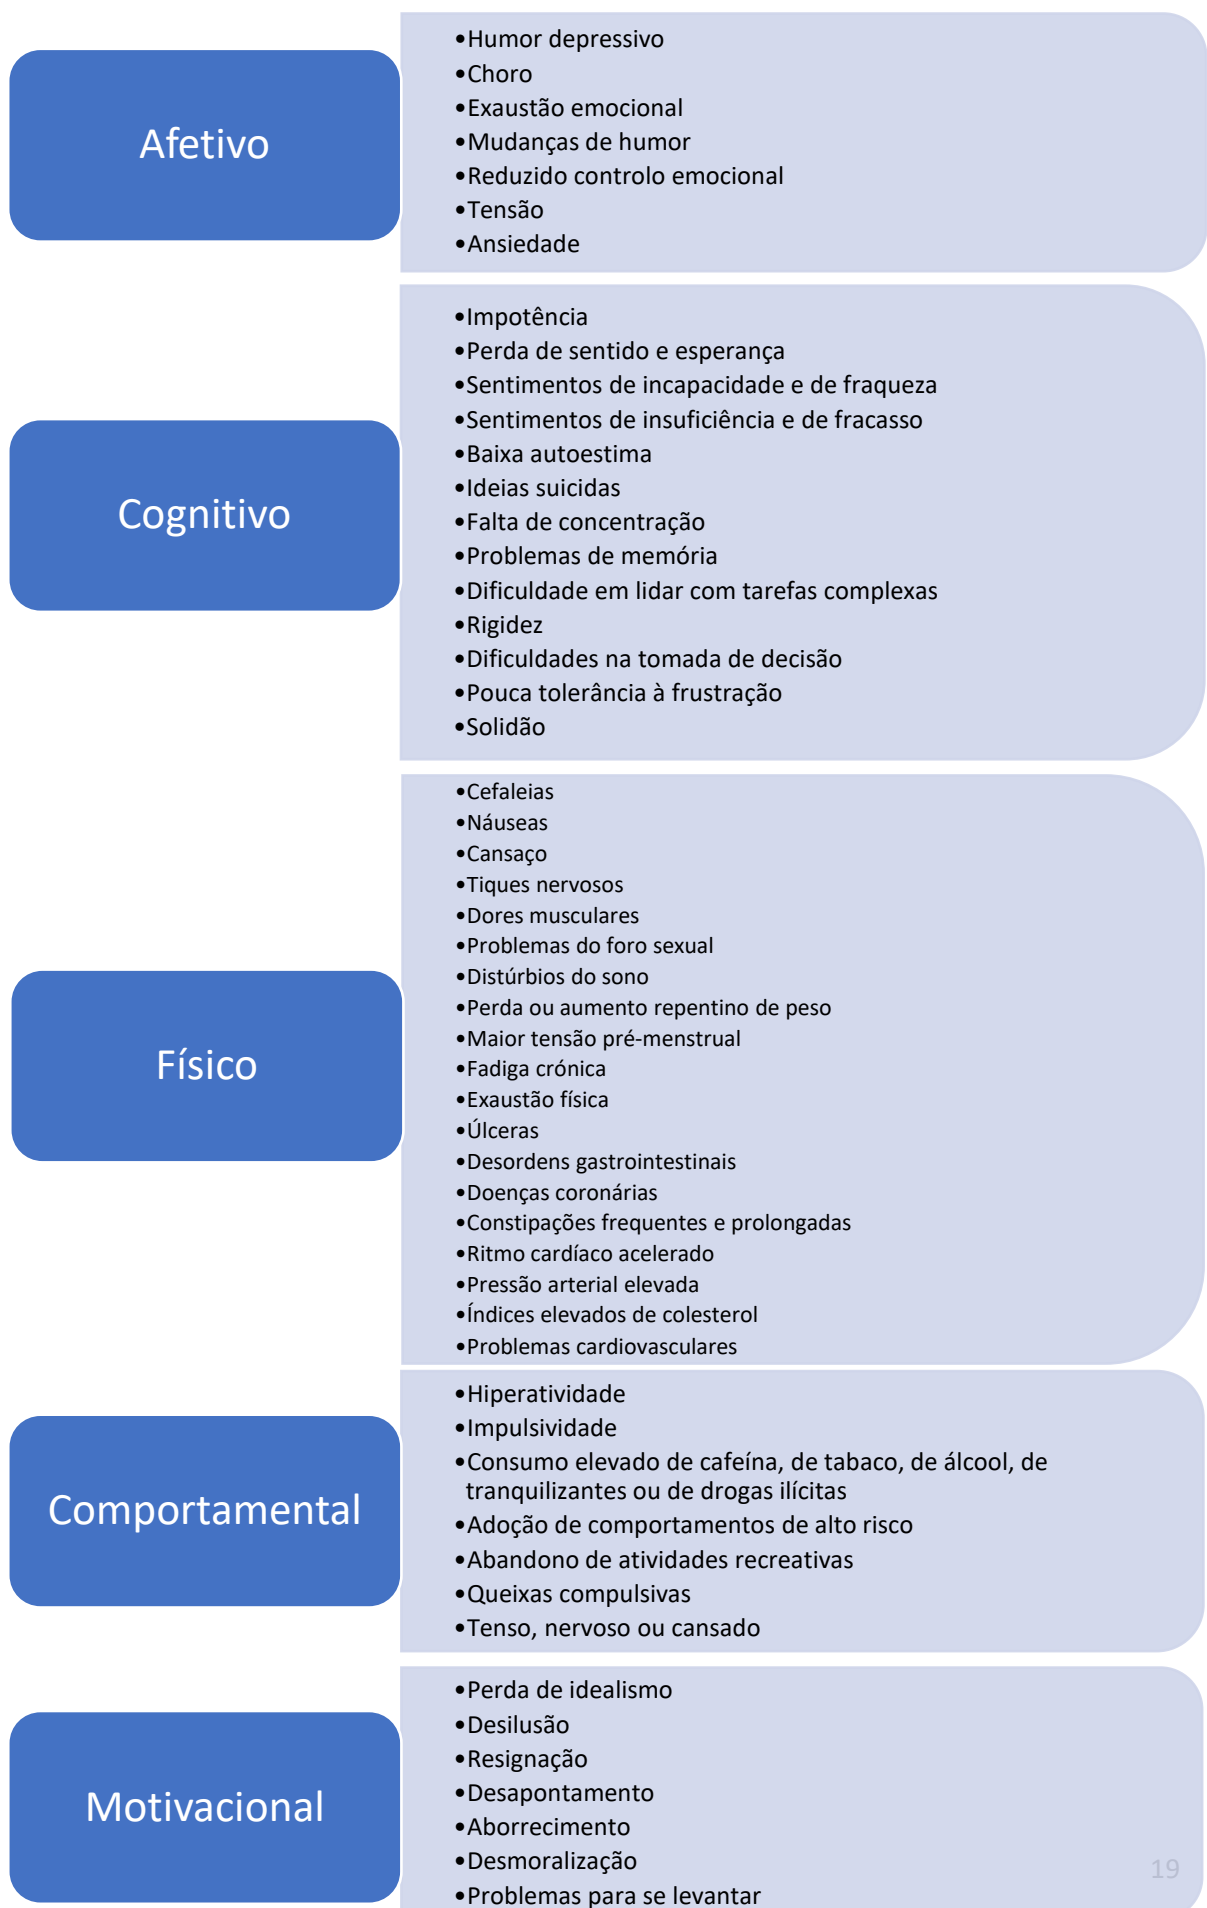 Afetivo
•Humor depressivo
•Choro
•Exaustão emocional
•Mudanças de humor
•Reduzido controlo emocional
•Tensão
•Ansiedade
Cognitivo
•Impotência
•Perda de sentido e esperança
•Sentimentos de incapacidade e de fraqueza
•Sentimentos de insuficiência e de fracasso
•Baixa autoestima
•Ideias suicidas
•Falta de concentração
•Problemas de memória
•Dificuldade em lidar com tarefas complexas
•Rigidez
•Dificuldades na tomada de decisão
•Pouca tolerância à frustração
•Solidão
Físico
•Cefaleias
•Náuseas
•Cansaço
•Tiques nervosos
•Dores musculares
•Problemas do foro sexual
•Distúrbios do sono
•Perda ou aumento repentino de peso
•Maior tensão pré-menstrual
•Fadiga crónica
•Exaustão física
•Úlceras
•Desordens gastrointestinais
•Doenças coronárias
•Constipações frequentes e prolongadas
•Ritmo cardíaco acelerado
•Pressão arterial elevada
•Índices elevados de colesterol
•Problemas cardiovasculares
Comportamental
•Hiperatividade
•Impulsividade
•Consumo elevado de cafeína, de tabaco, de álcool, de
tranquilizantes ou de drogas ilícitas
•Adoção de comportamentos de alto risco
•Abandono de atividades recreativas
•Queixas compulsivas
•Tenso, nervoso ou cansado
Motivacional
•Perda de idealismo
•Desilusão
•Resignação
•Desapontamento
•Aborrecimento
•Desmoralização
•Problemas para se levantar
19